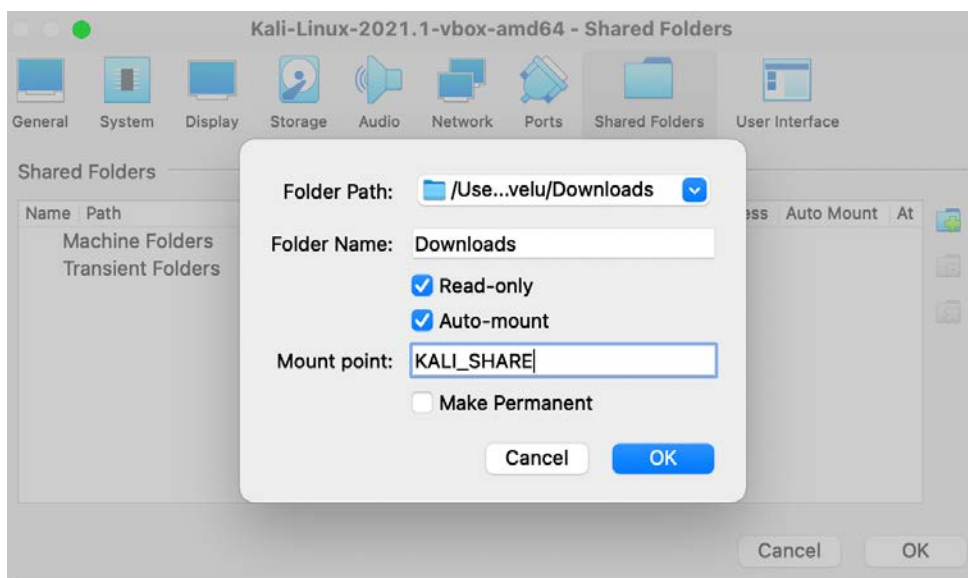 Kali-Linux-2021.1-vbox-amd64 - Shared Folders
General System Display Storage Audio Network Ports Shared Folders User Interface
Shared Folders
Name Path ess Auto Mount At
Machine Folders
Transient Folders
Folder Path: /Use...velu/Downloads
Folder Name: Downloads
Read-only
Auto-mount
Mount point: KALI_SHARE
Make Permanent
Cancel OK
Cancel OK